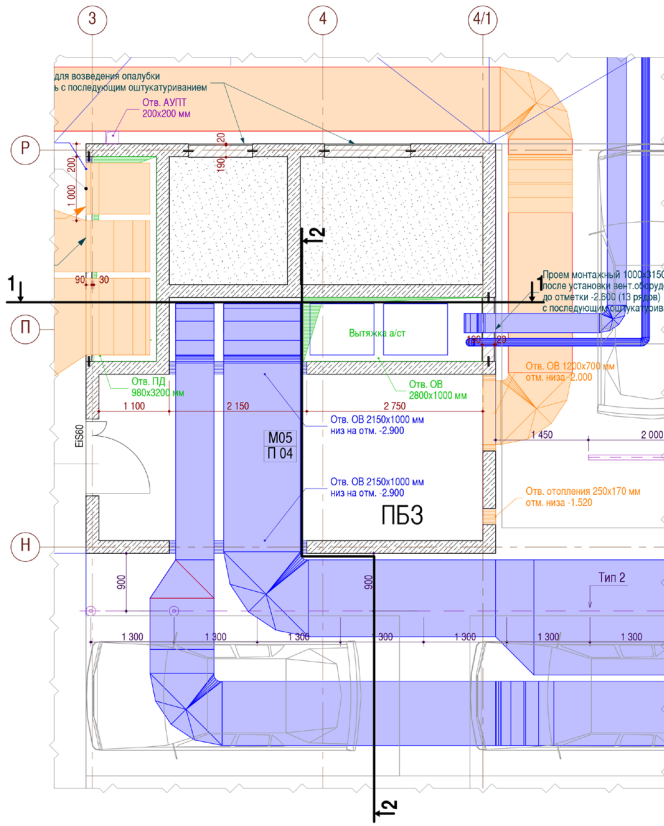 3
4
4/1
для возведения опалубки
ь с последующим оштукатуриванием
Отв. АУПТ
200х200 мм
Р
20
190
200
1 000
2
1
1
90
30
Проем монтажный 1000х3150
после установки вент.оборуд
до отметки -2.800 (13 рядов)
с последующим оштукатурива
П
Вытяжка а/ст
20
Отв. ПД
980х3200 мм
Отв. ОВ
2800х1000 мм
Отв. ОВ 1200х700 мм
отм. низа -2.000
1 100
2 150
2 750
Отв. ОВ 2150х1000 мм
низ на отм. -2.900
EiS60
М05
П 04
1 450
2 000
Отв. ОВ 2150х1000 мм
низ на отм. -2.900
ПБ3
Отв. отопления 250х170 мм
отм. низа -1.520
Н
900
900
Тип 2
1 300
1 300
1 300
1 300
1 300
1 300
1 300
2